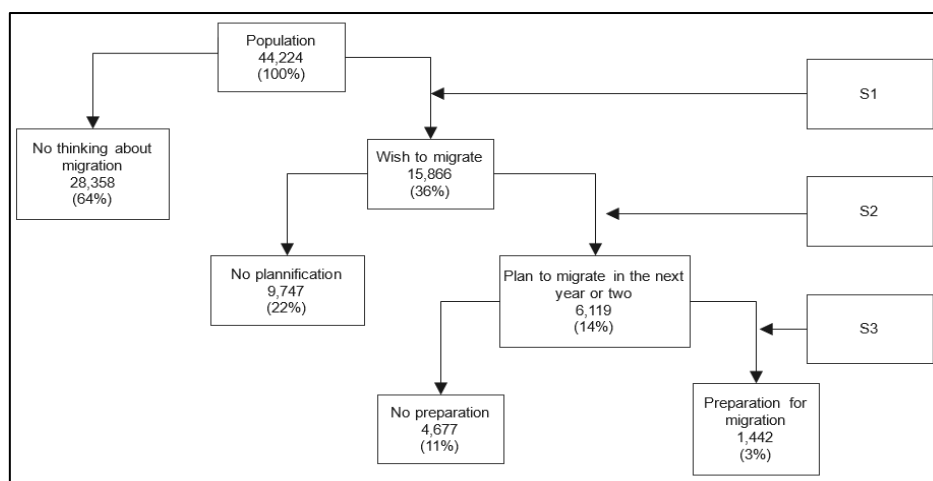 Population
44,224
(100%)
S1
No thinking about
migration
28,358
(64%)
Wish to migrate
15,866
(36%)
S2
No plannification
9,747
(22%)
Plan to migrate in the next
year or two
6,119
(14%)
S3
No preparation
4,677
(11%)
Preparation for
migration
1,442
(3%)